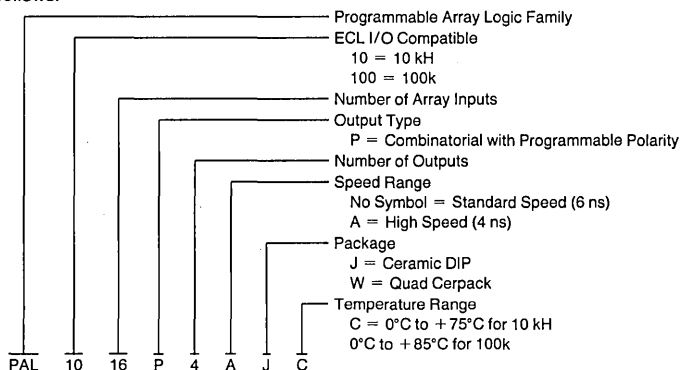 Programmable Array Logic Family
ECL I/O Compatible
10 = 10 kH
100 = 100k
Number of Array Inputs
Output Type
P = Combinatorial with Programmable Polarity
Number of Outputs
Speed Range
No Symbol = Standard Speed (6 ns)
A = High Speed (4 ns)
Package
J = Ceramic DIP
W = Quad Cerpack
Temperature Range
C = 0°C to +75°C for 10 kH
0°C to +85°C for 100k
PAL 10 16 P 4 A J C